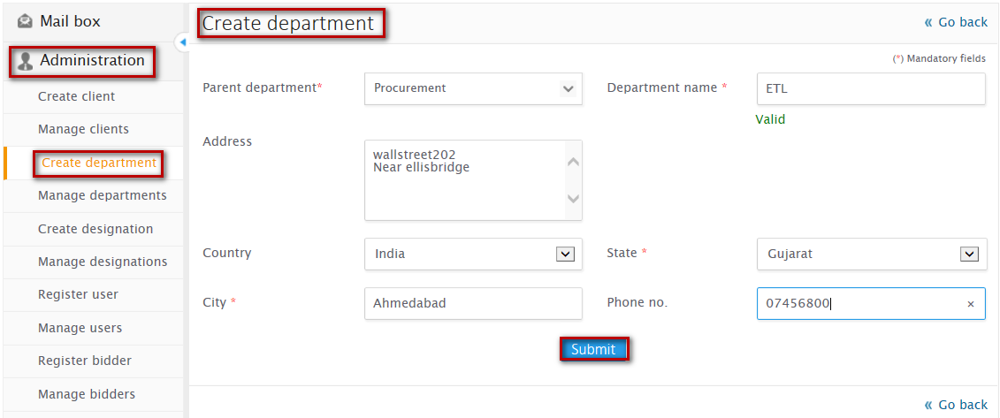 Mail box
Administration
Create client
Manage clients
Create department
Manage departments
Create designation
Manage designations
Register user
Manage users
Register bidder
Manage bidders
Create department
« Go back
(*) Mandatory fields
Parent department*
Procurement
Department name *
ETL
Valid
Address
wallstreet202
Near ellisbridge
Country
India
State *
Gujarat
City *
Ahmedabad
Phone no.
07456800
×
Submit
« Go back